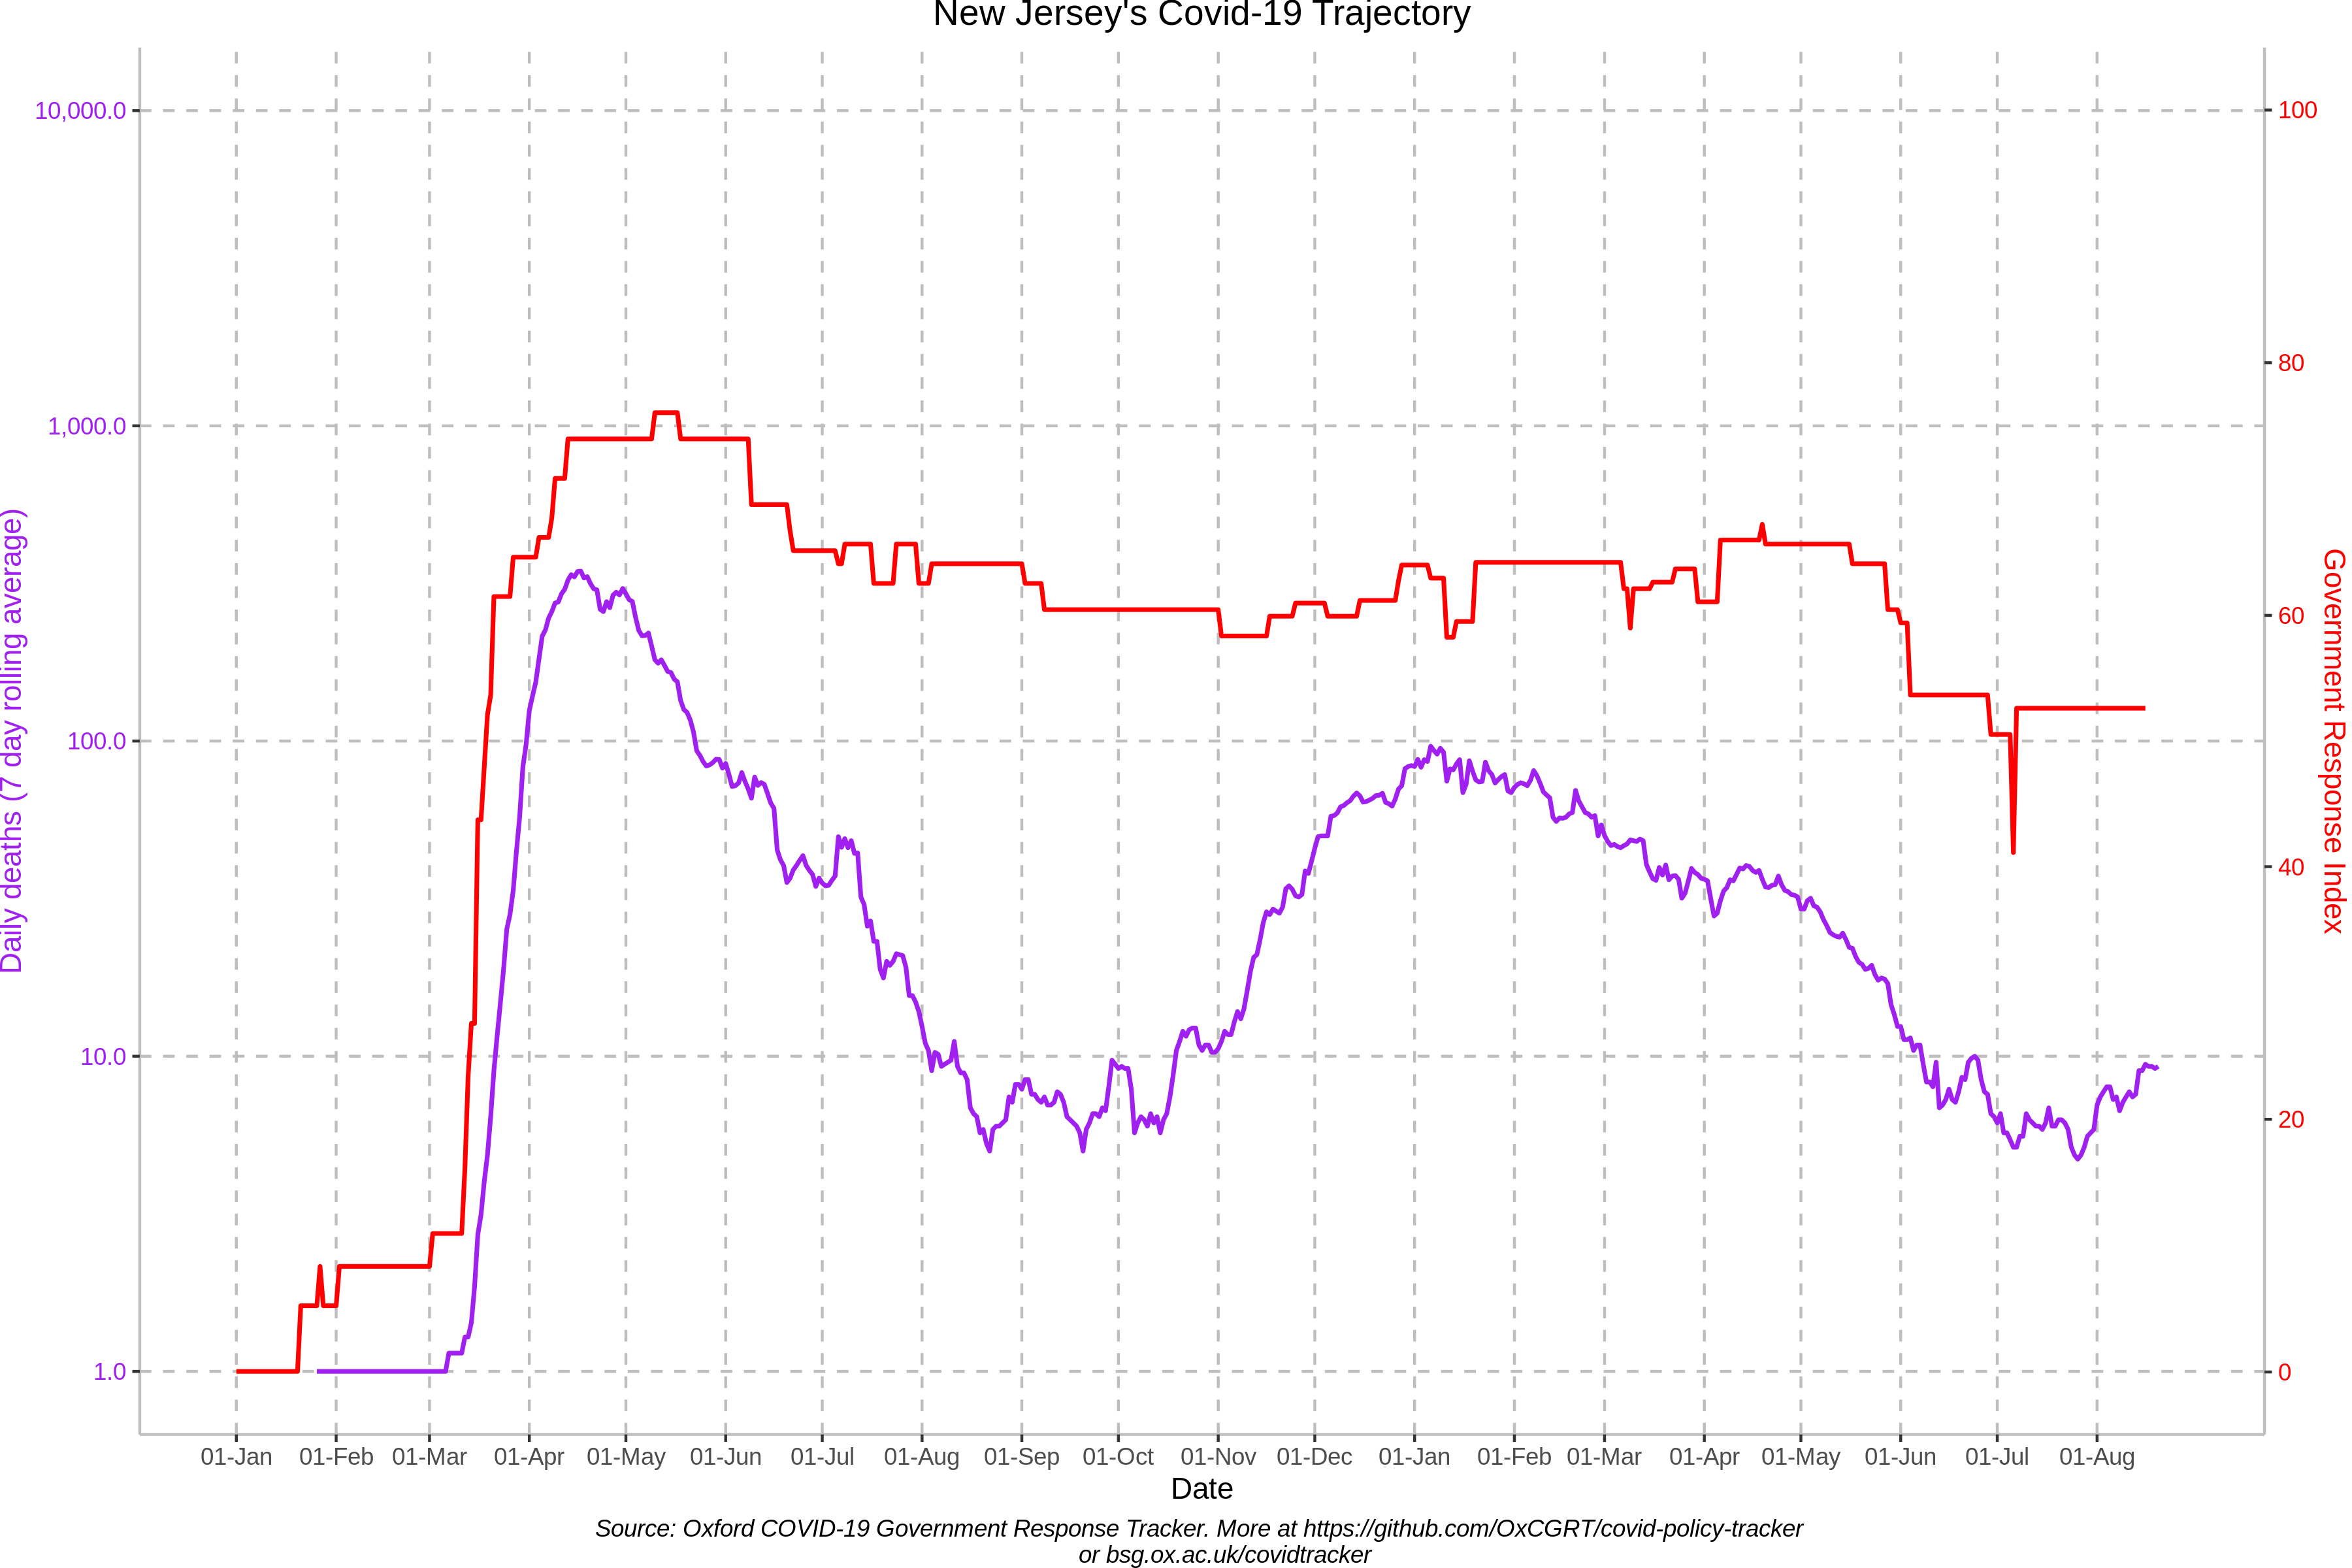 New Jersey's Covid-19 Trajectory
10,000.0
1,000.0
100.0
10.0
1.0
Daily deaths (7 day rolling average)
100
80
60
40
20
0
Government Response Index
01-Jan 01-Feb 01-Mar 01-Apr 01-May 01-Jun 01-Jul 01-Aug 01-Sep 01-Oct 01-Nov 01-Dec 01-Jan 01-Feb 01-Mar 01-Apr 01-May 01-Jun 01-Jul 01-Aug
Date
Source: Oxford COVID-19 Government Response Tracker. More at https://github.com/OxCGRT/covid-policy-tracker
or bsg.ox.ac.uk/covidtracker